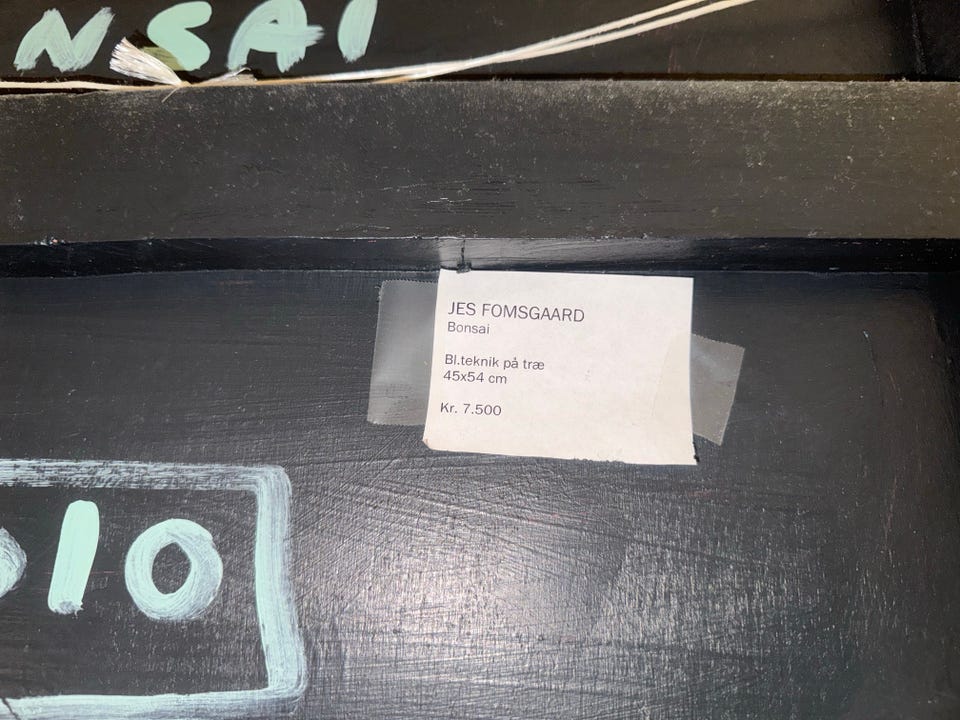 NSAI
JES FOMSGAARD
Bonsai
Bl.teknik på træ
45x54 cm
Kr. 7.500
10